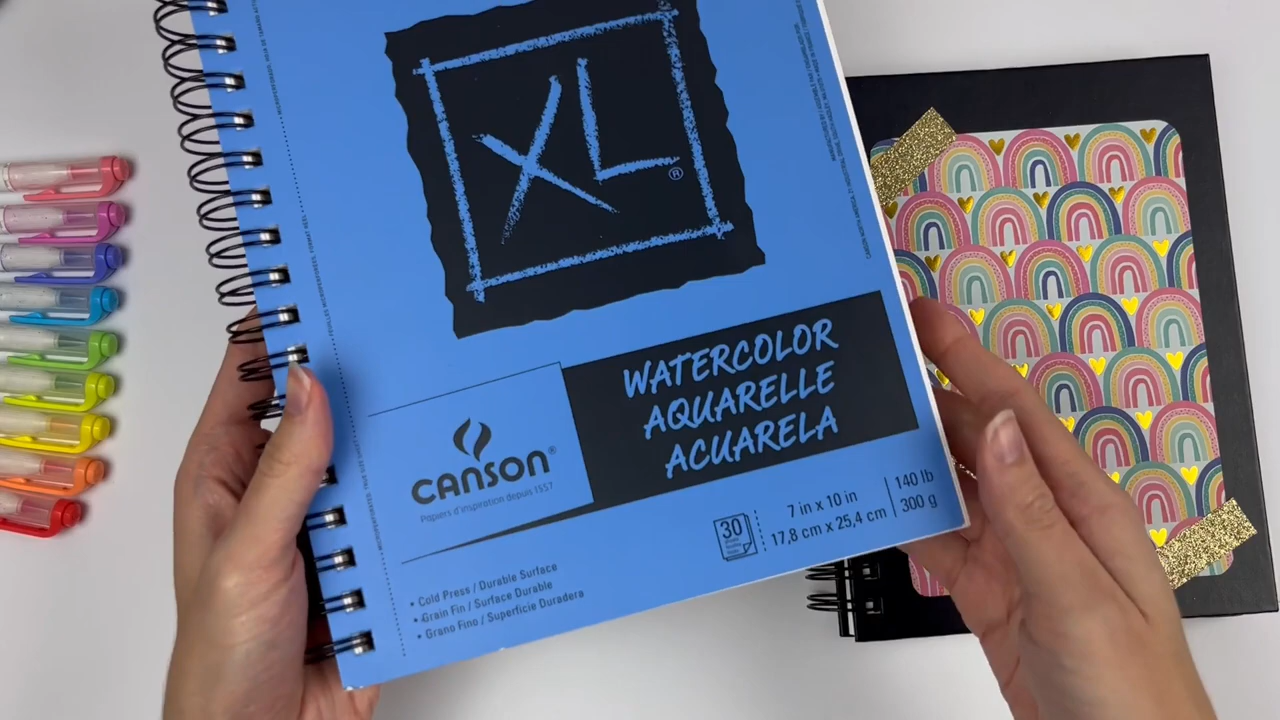 XL
®
WATERCOLOR
AQUARELLE
ACUARELA
CANSON®
Papiers d'inspiration depuis 1557
30
7 in x 10 in
17,8 cm x 25,4 cm
140 lb
300 g
• Cold Press / Durable Surface
• Grain Fin / Surface Durable
• Grano Fino / Superficie Duradera